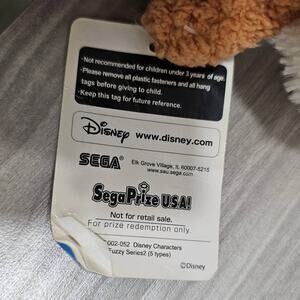 ·Not recommended for children under 3 years of age.
·Please remove all plastic fasteners and all hang
tags before giving to child.
·Keep this tag for future reference.
Disney www.disney.com
SEGA
Elk Grove Village, IL 60007-5215
www.sau.sega.com
SegaPrize USA!
Not for retail sale.
For prize redemption only.
002-052 Disney Characters
Fuzzy Series2 (5 types)
©Disney